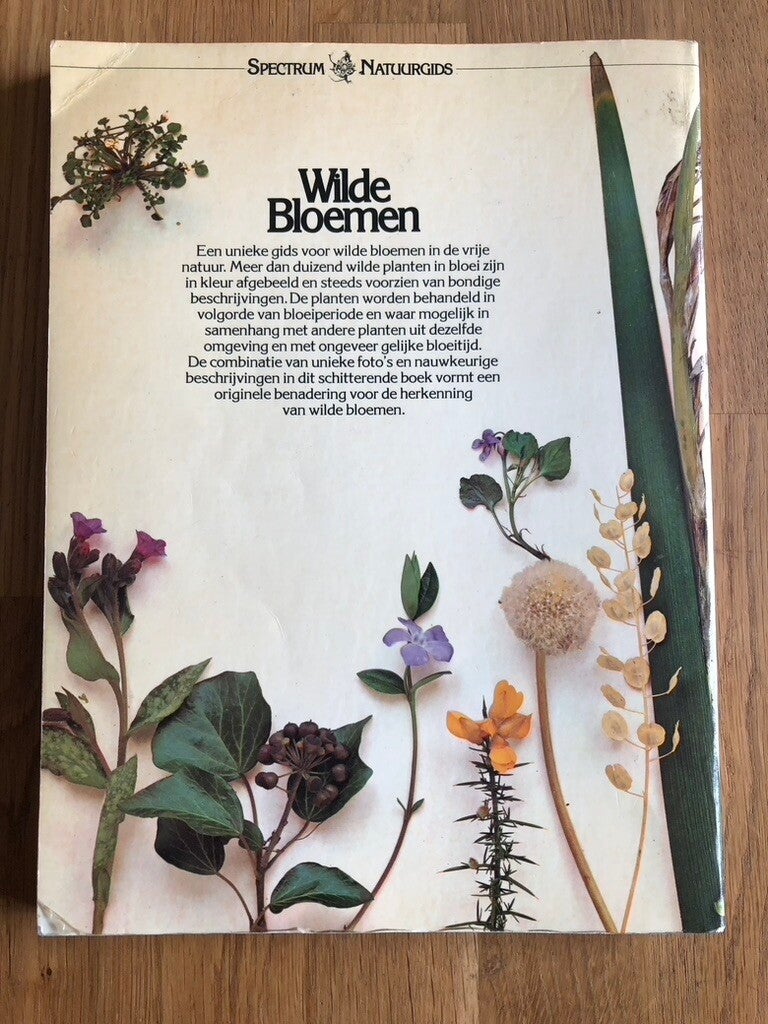 SPECTRUM NATUURGIDS
Wilde
Bloemen
Een unieke gids voor wilde bloemen in de vrije
natuur. Meer dan duizend wilde planten in bloei zijn
in kleur afgebeeld en steeds voorzien van bondige
beschrijvingen. De planten worden behandeld in
volgorde van bloeiperiode en waar mogelijk in
samenhang met andere planten uit dezelfde
omgeving en met ongeveer gelijke bloeitijd.
De combinatie van unieke foto's en nauwkeurige
beschrijvingen in dit schitterende boek vormt een
originele benadering voor de herkenning
van wilde bloemen.